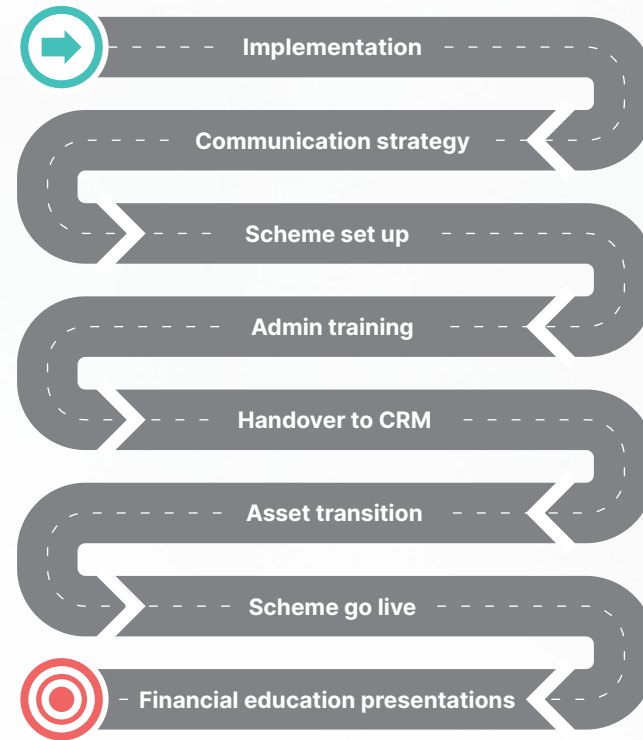 Implementation
Communication strategy
Scheme set up
Admin training
Handover to CRM
Asset transition
Scheme go live
Financial education presentations